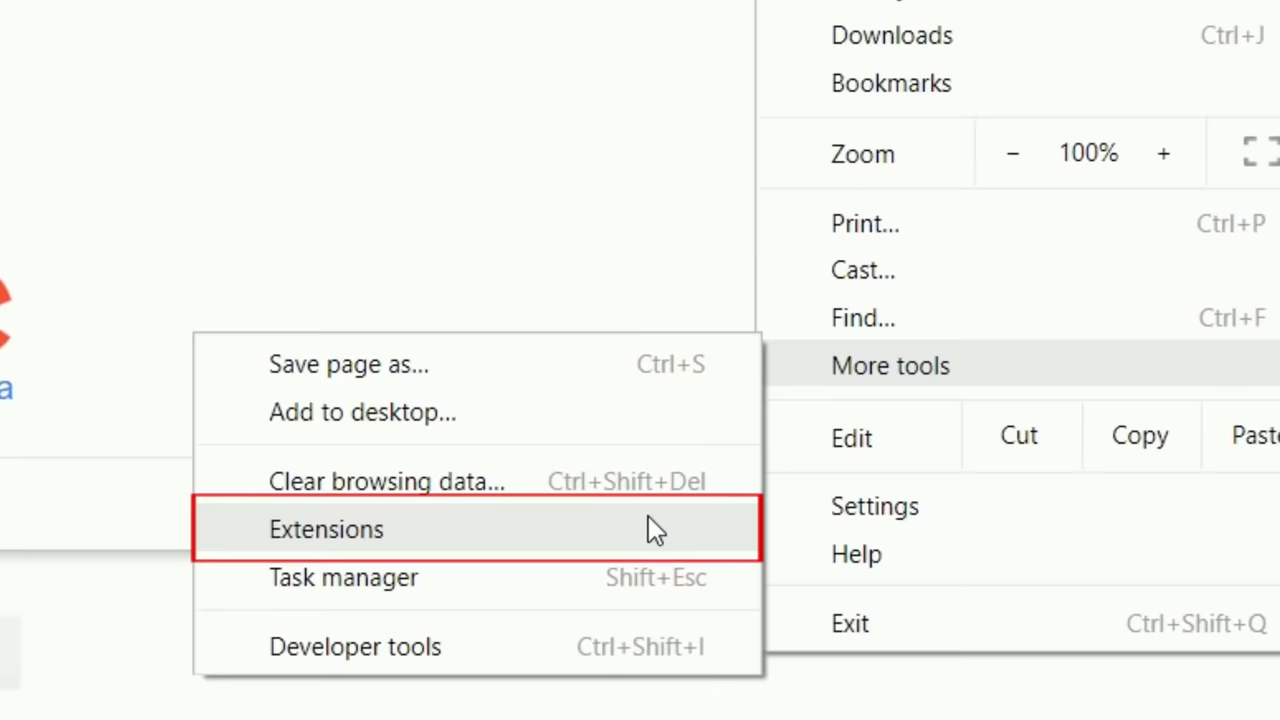 Downloads Ctrl+J
Bookmarks
Zoom − 100% +
Print... Ctrl+P
Cast...
Find... Ctrl+F
More tools
Edit Cut Copy Paste
Settings
Help
Exit Ctrl+Shift+Q
Save page as... Ctrl+S
Add to desktop...
Clear browsing data... Ctrl+Shift+Del
Extensions
Task manager Shift+Esc
Developer tools Ctrl+Shift+I
a